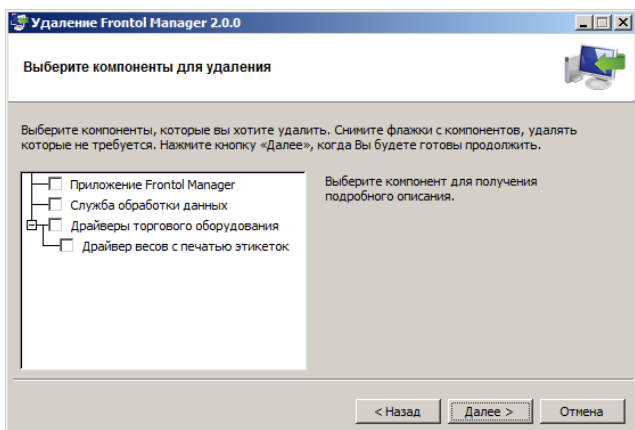 Удаление Frontol Manager 2.0.0
Выберите компоненты для удаления
Выберите компоненты, которые вы хотите удалить. Снимите флажки с компонентов, удалять
которые не требуется. Нажмите кнопку «Далее», когда Вы будете готовы продолжить.
Приложение Frontol Manager
Служба обработки данных
Драйверы торгового оборудования
Драйвер весов с печатью этикеток
Выберите компонент для получения
подробного описания.
< Назад Далее > Отмена